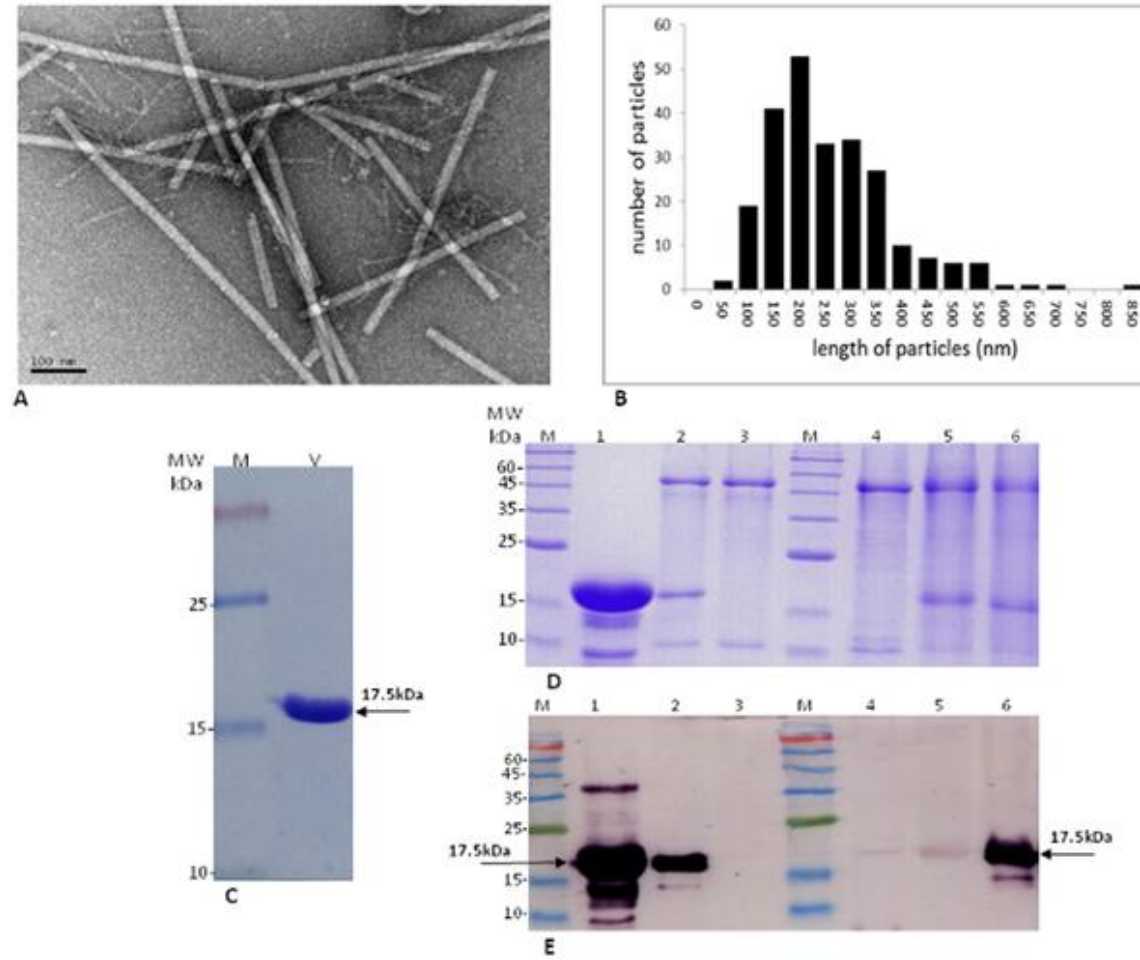 100 nm
A
60
50
40
30
20
10
0
number of particles
0 50 100 150 200 250 300 350 400 450 500 550 600 650 700 750 800 850
length of particles (nm)
B
MW
kDa
M V
25
17.5kDa
15
10
C
MW
kDa M 1 2 3 M 4 5 6
60-
45-
35-
25-
15-
10-
D
M 1 2 3 M 4 5 6
60-
45-
35-
25-
17.5kDa 17.5kDa
15-
10-
E